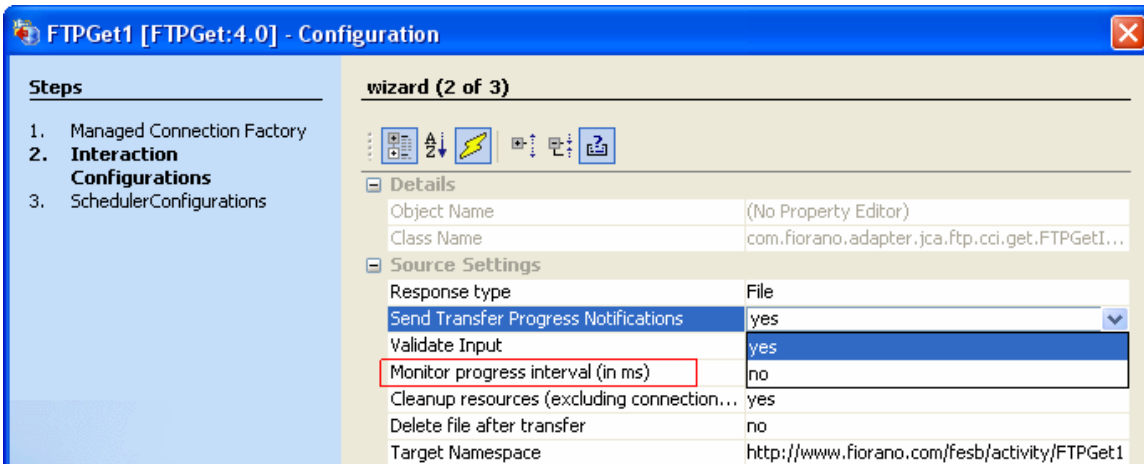 FTPGet1 [FTPGet:4.0] - Configuration
Steps
1. Managed Connection Factory
2. Interaction
Configurations
3. SchedulerConfigurations
wizard (2 of 3)
Details
Object Name (No Property Editor)
Class Name com.fiorano.adapter.jca.ftp.cci.get.FTPGetI...
Source Settings
Response type File
Send Transfer Progress Notifications yes
Validate Input yes
Monitor progress interval (in ms) no
Cleanup resources (excluding connection... yes
Delete file after transfer no
Target Namespace http://www.fiorano.com/fesb/activity/FTPGet1